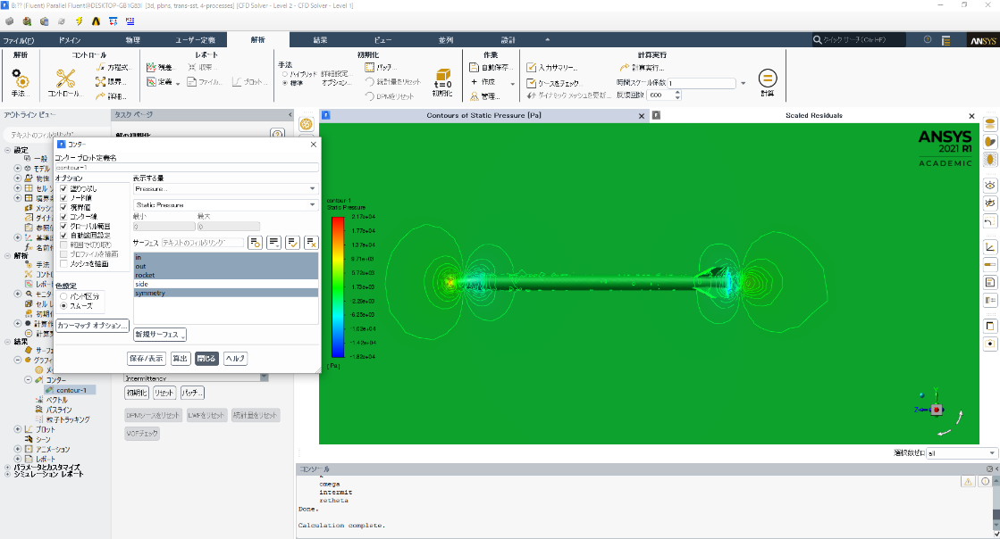 B:?? (Fluent) Parallel Fluent@DESKTOP-GB1G83I [3d, pbns, trans-sst, 4-processes] [CFD Solver - Level 2 - CFD Solver - Level 1]
ファイル(F) ドメイン 物理 ユーザー定義 解析 結果 ビュー 並列 設計 クイック サーチ (Ctrl+F) ANSYS
解析 コントロール レポート 初期化 作業 計算実行
手法... コントロール...
方程式...
限界...
詳細...
残差... 収束...
定義 ファイル... プロット...
手法
ハイブリッド 詳細設定...
標準 オプション...
パッチ...
統計量をリセット
DPMをリセット
t=0
初期化
自動保存...
作成
管理...
入力サマリー...
ケースをチェック...
ダイナミック メッシュを更新...
計算実行...
時間スケール係数 1
反復回数 600
計算
アウトライン ビュー タスク ページ
テキストのフィルタリング
解の初期化
設定
一般
モデル
物性
セル ゾ
境界条
メッシ
ダイナミ
参照値
基準座
名前付
解析
手法
コントロ
レポー
モニタ
セル レ
初期化
計算作
計算実
結果
サーフェ
グラフィ
メッ
コンター
contour-1
ベクトル
パスライン
粒子トラッキング
プロット
シーン
アニメーション
レポート
パラメータとカスタマイズ
シミュレーション レポート
コンター
コンター プロット定義名
contour-1
オプション
塗りつぶし
ノード値
境界値
コンター線
グローバル範囲
自動範囲設定
範囲で切り取り
プロファイルを描画
メッシュを描画
色設定
バンド区分
スムーズ
カラーマップ オプション...
表示する量
Pressure...
Static Pressure
最小 最大
0 0
サーフェス テキストのフィルタリング
in
out
rocket
side
symmetry
新規サーフェス
保存/表示 算出 閉じる ヘルプ
Intermittency
初期化 リセット パッチ...
DPMソースをリセット LWFをリセット 統計量をリセット
VOFチェック
Contours of Static Pressure [Pa] Scaled Residuals
ANSYS
2021 R1
ACADEMIC
contour-1
Static Pressure
2.17e+04
1.77e+04
1.37e+04
9.71e+03
5.70e+03
1.73e+03
-2.25e+03
-6.25e+03
-1.02e+04
-1.42e+04
-1.82e+04
[Pa]
Y
Z
選択数ゼロ all
コンソール
k
omega
intermit
retheta
Done.
Calculation complete.